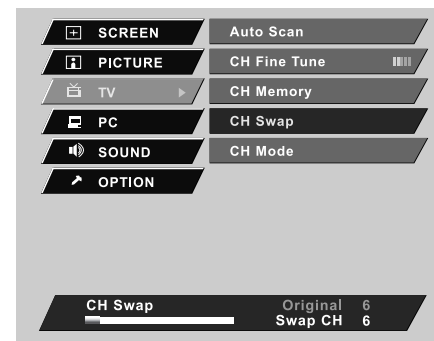 SCREEN
PICTURE
TV
PC
SOUND
OPTION
Auto Scan
CH Fine Tune
CH Memory
CH Swap
CH Mode
CH Swap
Original 6
Swap CH 6